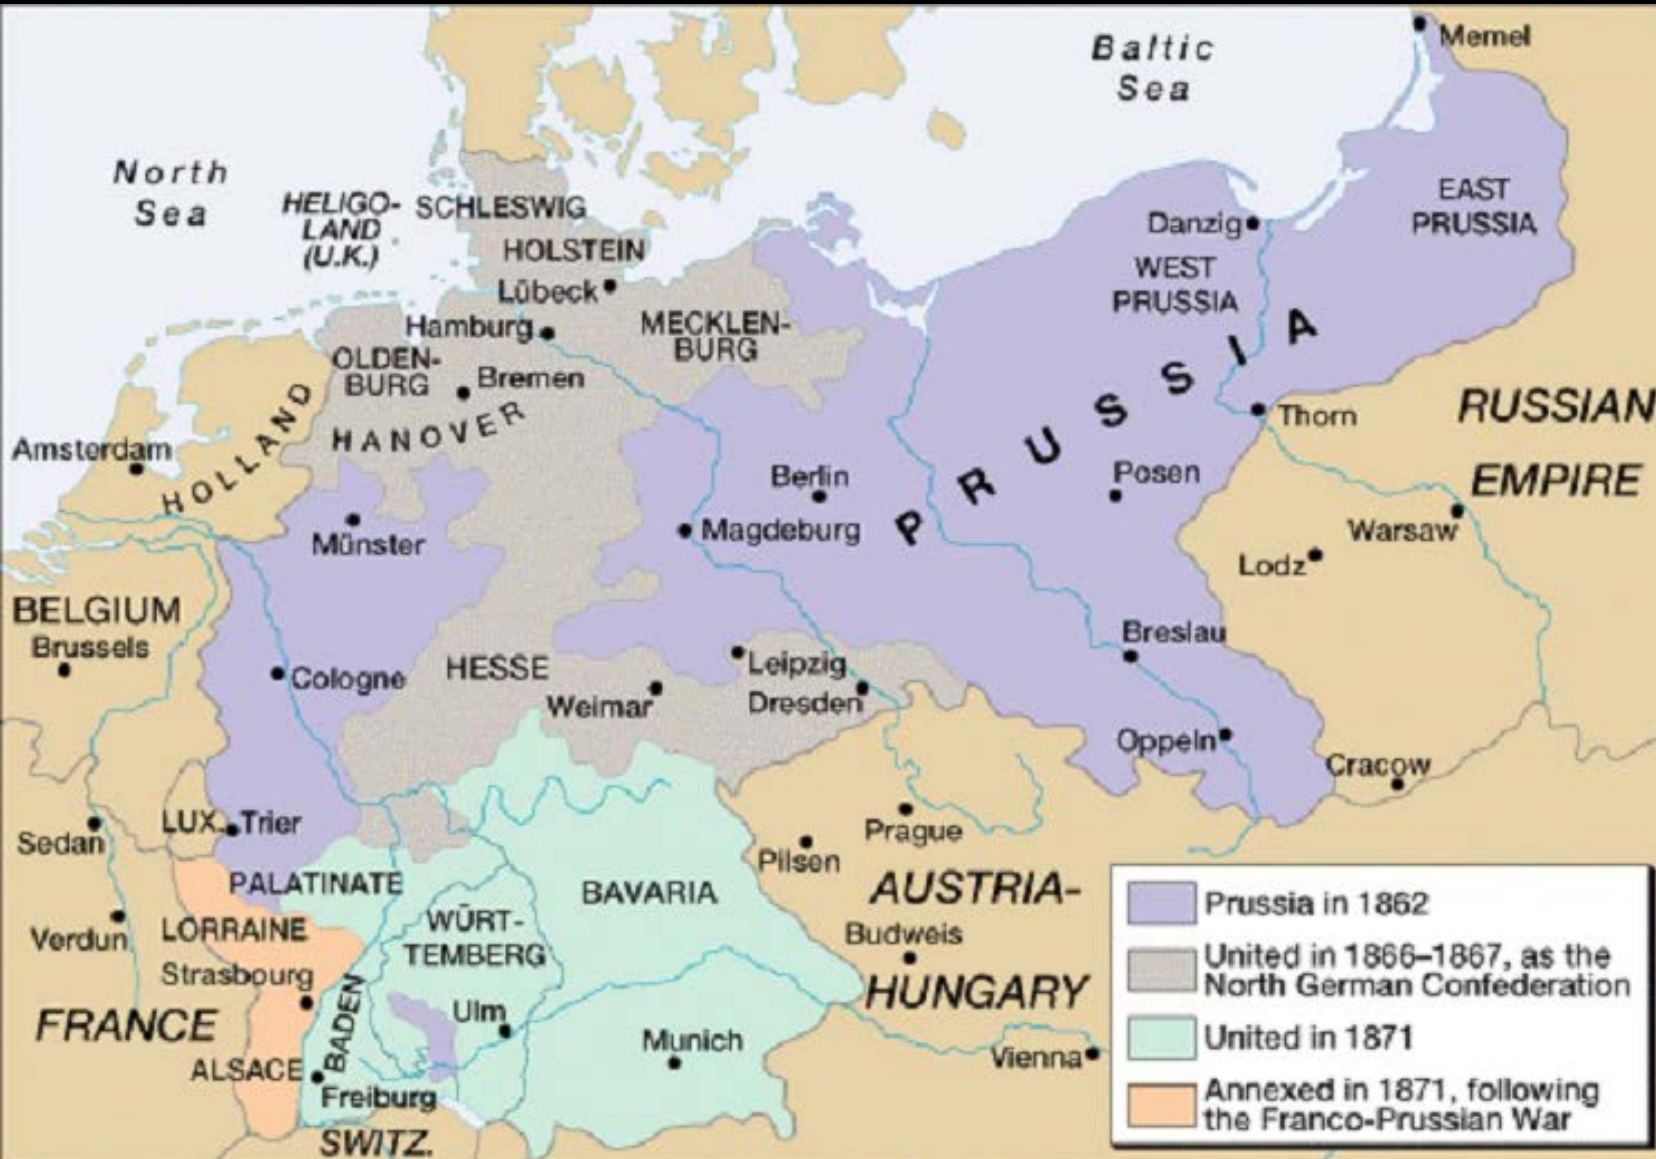 Baltic
Sea
Memel
North
Sea
HELIGO-
LAND
(U.K.)
SCHLESWIG
HOLSTEIN
Lübeck
Hamburg
MECKLEN-
BURG
OLDEN-
BURG
Bremen
HANOVER
Danzig
WEST
PRUSSIA
EAST
PRUSSIA
PRUSSIA
Amsterdam
HOLLAND
Thorn
RUSSIAN
EMPIRE
Berlin
Posen
Magdeburg
Münster
Warsaw
Lodz
BELGIUM
Brussels
Breslau
Cologne
HESSE
Leipzig
Weimar
Dresden
Oppeln
Cracow
LUX.
Trier
Sedan
Prague
Pilsen
PALATINATE
BAVARIA
AUSTRIA-
HUNGARY
Budweis
Verdun
LORRAINE
WÜRT-
TEMBERG
Strasbourg
FRANCE
BADEN
Ulm
Munich
Vienna
ALSACE
Freiburg
SWITZ.
Prussia in 1862
United in 1866–1867, as the
North German Confederation
United in 1871
Annexed in 1871, following
the Franco-Prussian War